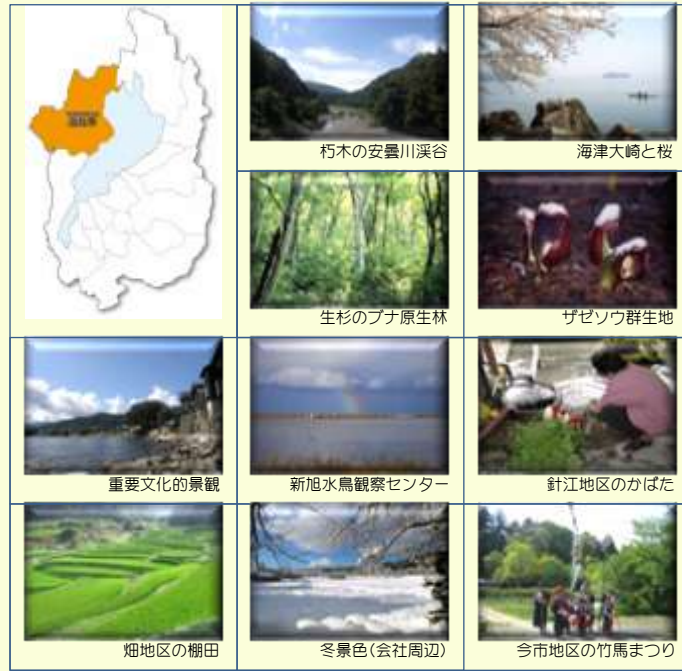 朽木の安曇川渓谷
海津大崎と桜
生杉のブナ原生林
ザゼソウ群生地
重要文化的景観
新旭水鳥観察センター
針江地区のかばた
畑地区の棚田
冬景色(会社周辺)
今市地区の竹馬まつり